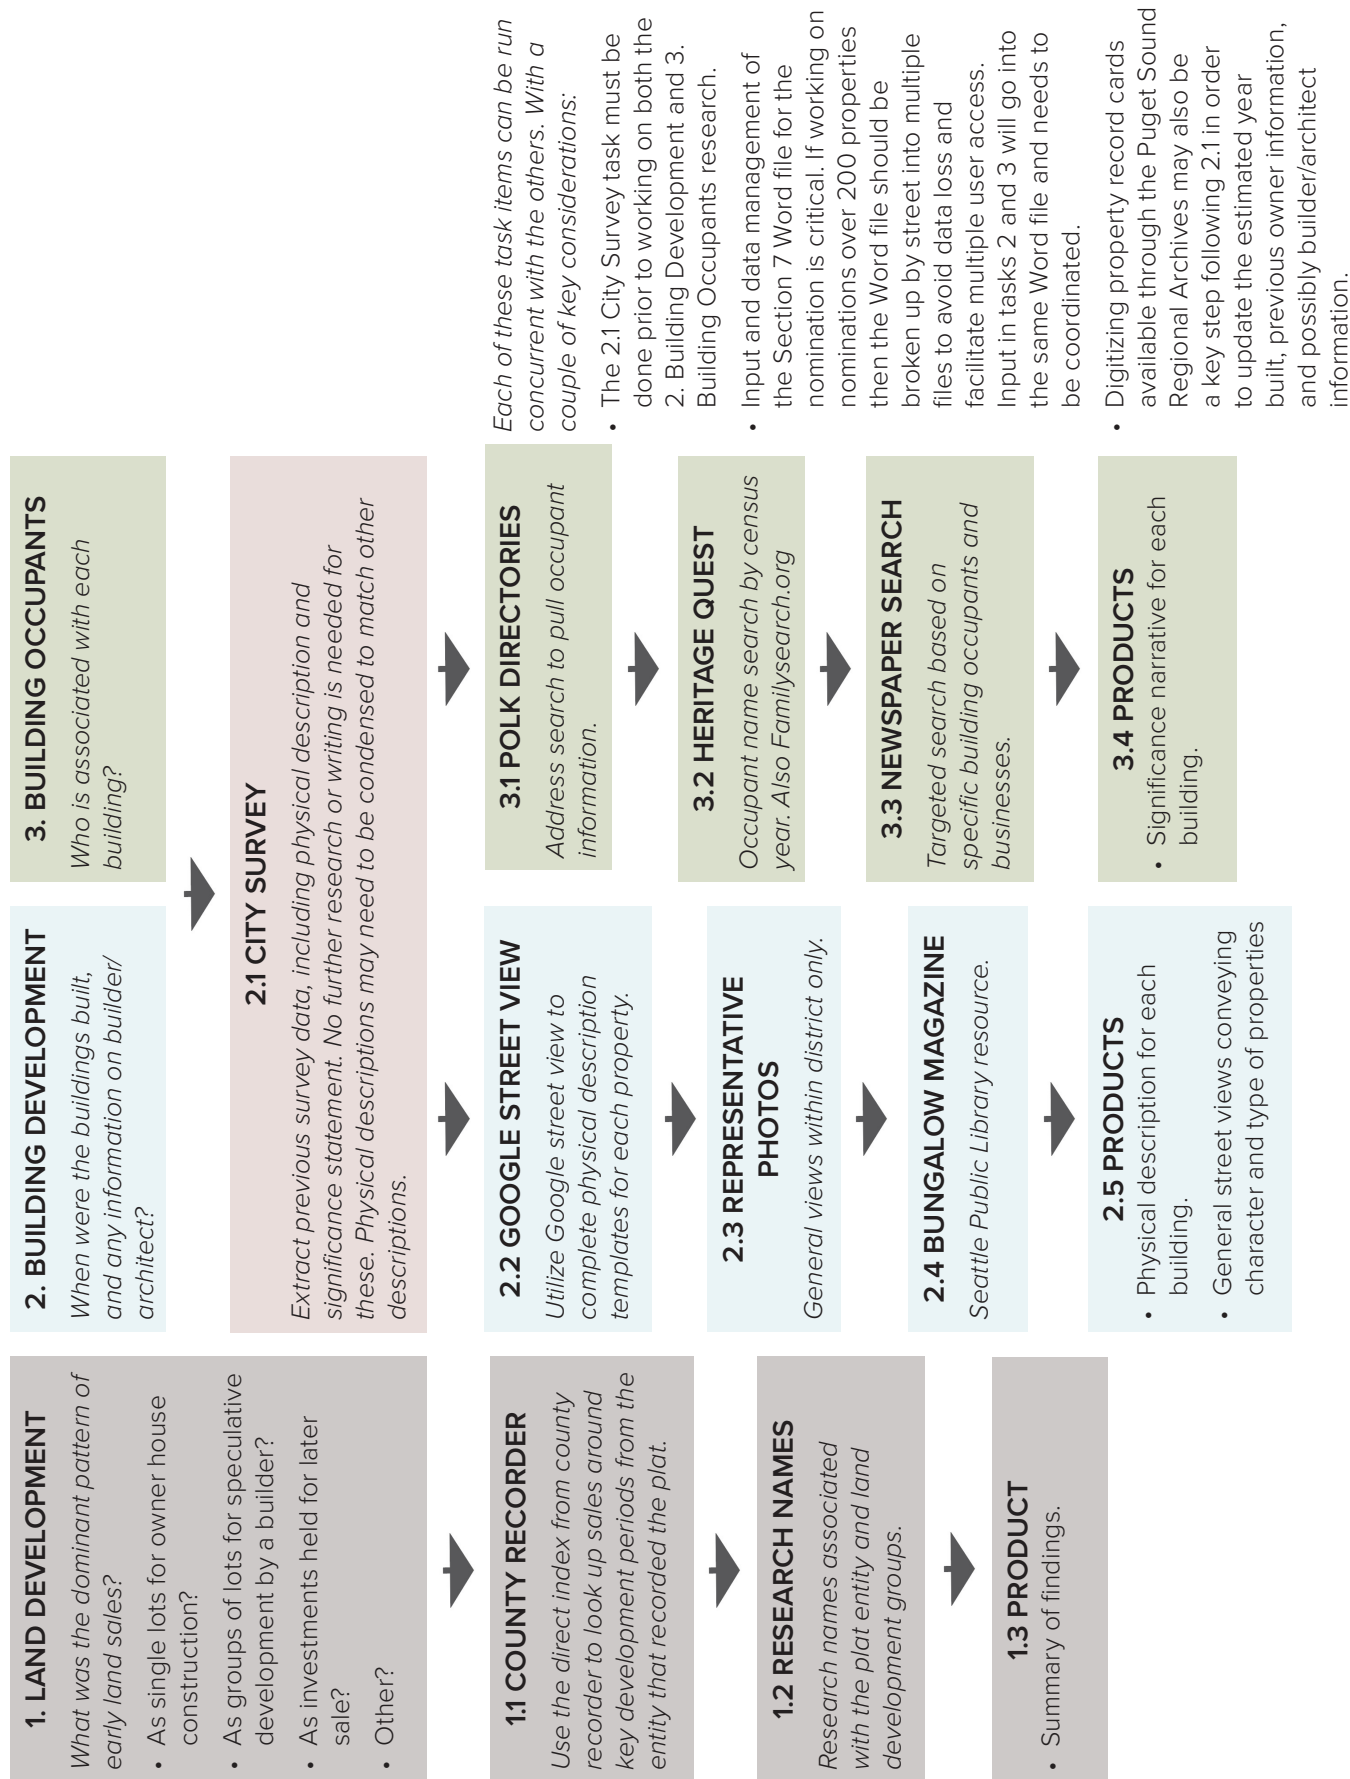 1. LAND DEVELOPMENT
What was the dominant pattern of
early land sales?
• As single lots for owner house
construction?
• As groups of lots for speculative
development by a builder?
• As investments held for later
sale?
• Other?
1.1 COUNTY RECORDER
Use the direct index from county
recorder to look up sales around
key development periods from the
entity that recorded the plat.
1.2 RESEARCH NAMES
Research names associated
with the plat entity and land
development groups.
1.3 PRODUCT
• Summary of findings.
2. BUILDING DEVELOPMENT
When were the buildings built,
and any information on builder/
architect?
3. BUILDING OCCUPANTS
Who is associated with each
building?
2.1 CITY SURVEY
Extract previous survey data, including physical description and
significance statement. No further research or writing is needed for
these. Physical descriptions may need to be condensed to match other
descriptions.
2.2 GOOGLE STREET VIEW
Utilize Google street view to
complete physical description
templates for each property.
2.3 REPRESENTATIVE
PHOTOS
General views within district only.
2.4 BUNGALOW MAGAZINE
Seattle Public Library resource.
2.5 PRODUCTS
• Physical description for each
building.
• General street views conveying
character and type of properties
3.1 POLK DIRECTORIES
Address search to pull occupant
information.
3.2 HERITAGE QUEST
Occupant name search by census
year. Also Familysearch.org
3.3 NEWSPAPER SEARCH
Targeted search based on
specific building occupants and
businesses.
3.4 PRODUCTS
• Significance narrative for each
building.
Each of these task items can be run
concurrent with the others. With a
couple of key considerations:
• The 2.1 City Survey task must be
done prior to working on both the
2. Building Development and 3.
Building Occupants research.
• Input and data management of
the Section 7 Word file for the
nomination is critical. If working on
nominations over 200 properties
then the Word file should be
broken up by street into multiple
files to avoid data loss and
facilitate multiple user access.
Input in tasks 2 and 3 will go into
the same Word file and needs to
be coordinated.
• Digitizing property record cards
available through the Puget Sound
Regional Archives may also be
a key step following 2.1 in order
to update the estimated year
built, previous owner information,
and possibly builder/architect
information.